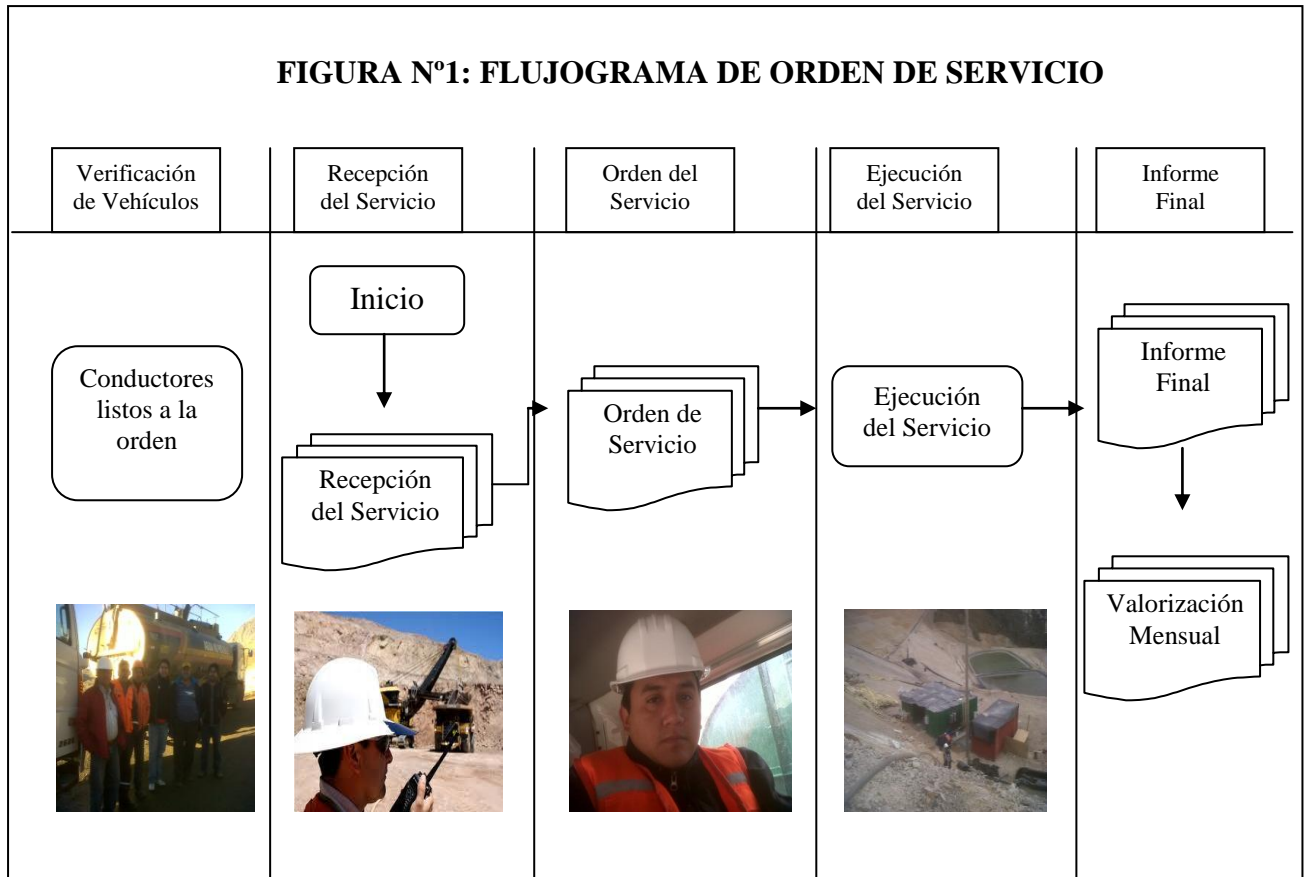 FIGURA Nº1: FLUJOGRAMA DE ORDEN DE SERVICIO
Verificación
de Vehículos
Recepción
del Servicio
Orden del
Servicio
Ejecución
del Servicio
Informe
Final
Conductores
listos a la
orden
Inicio
Recepción
del Servicio
Orden de
Servicio
Ejecución
del Servicio
Informe
Final
Valorización
Mensual